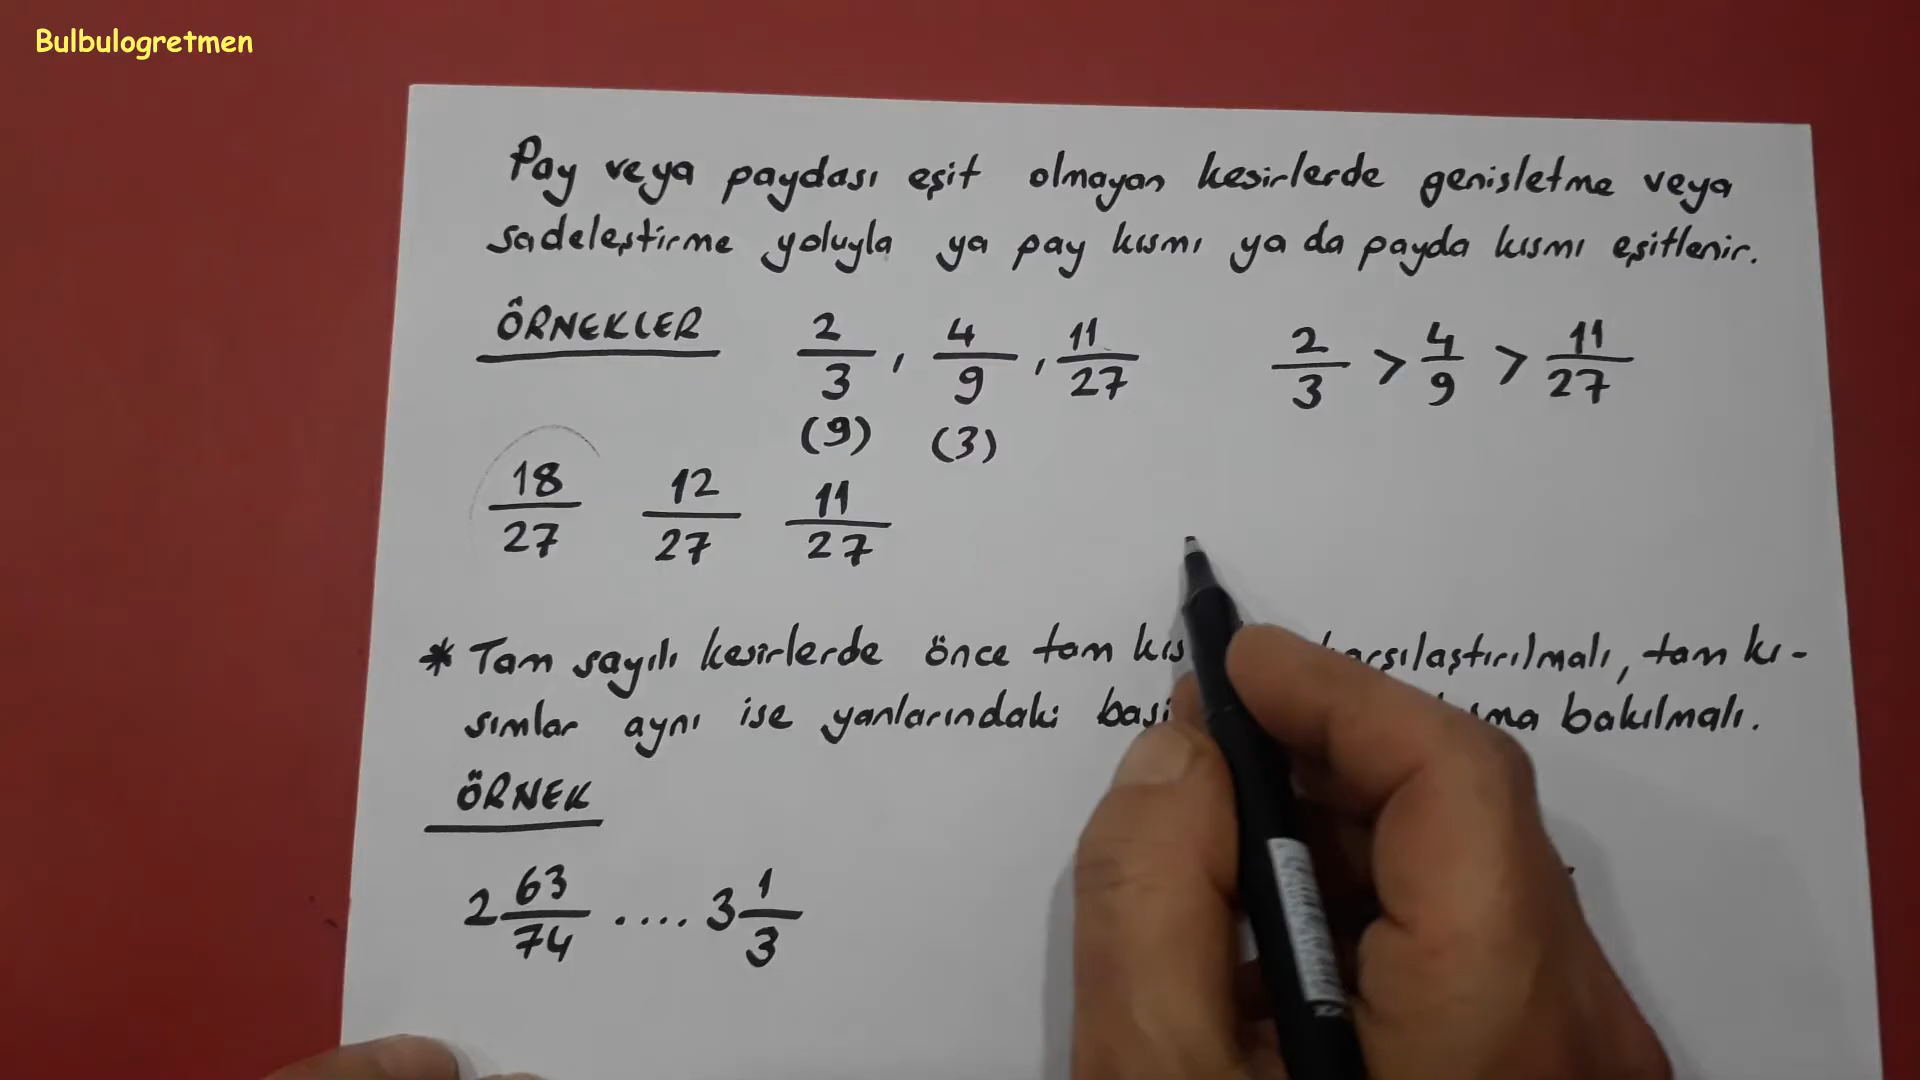 Bulbulogretmen
Pay veya paydası eşit olmayan kesirlerde genisletme veya
sadeleştirme yoluyla ya pay kısmı ya da payda kısmı eşitlenir.
ÖRNEKLER 2/3, 4/9, 11/27 2/3 > 4/9 > 11/27
(9) (3)
18/27 12/27 11/27
* Tam sayılı kesirlerde önce tam karşılaştırılmalı, tam kı-
sımlar aynı ise yanlarındaki bakılmalı.
ÖRNEK
2 63/74 .... 3 1/3